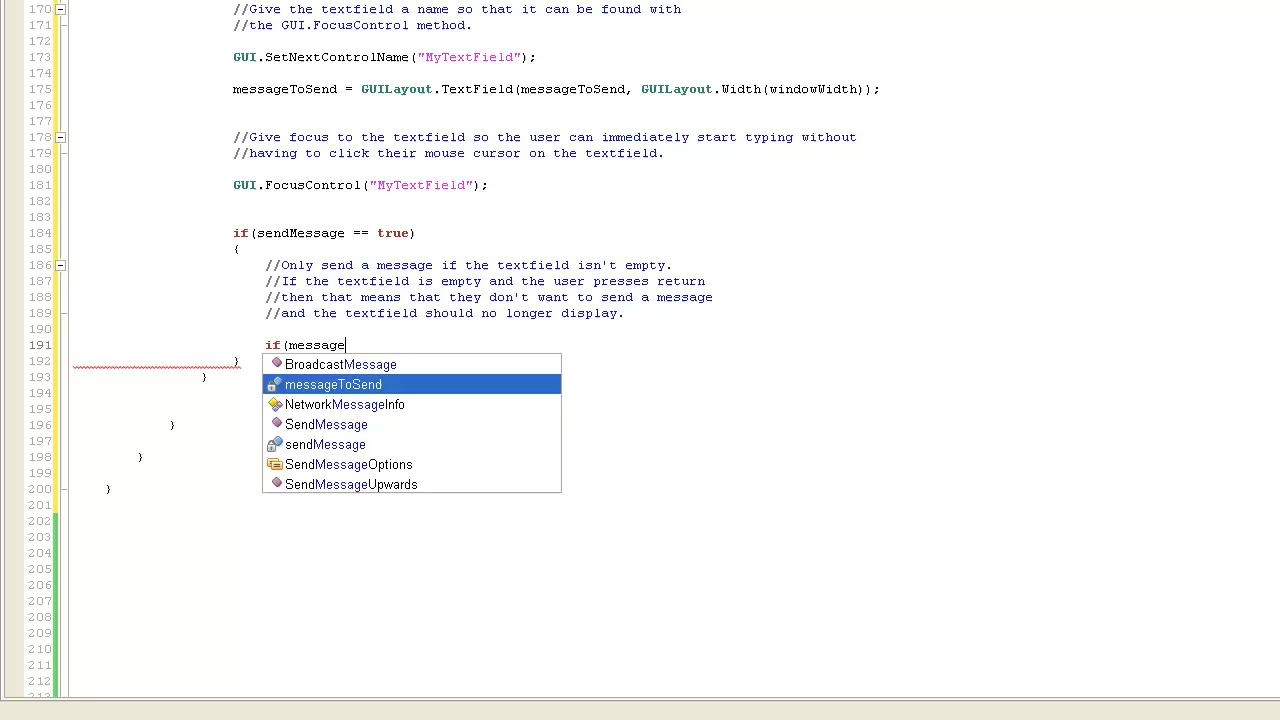 170 //Give the textfield a name so that it can be found with
171 //the GUI.FocusControl method.
172
173 GUI.SetNextControlName("MyTextField");
174
175 messageToSend = GUILayout.TextField(messageToSend, GUILayout.Width(windowWidth));
176
177
178 //Give focus to the textfield so the user can immediately start typing without
179 //having to click their mouse cursor on the textfield.
180
181 GUI.FocusControl("MyTextField");
182
183
184 if(sendMessage == true)
185 {
186 //Only send a message if the textfield isn't empty.
187 //If the textfield is empty and the user presses return
188 //then that means that they don't want to send a message
189 //and the textfield should no longer display.
190
191 if(message
192 }
BroadcastMessage
193 }
messageToSend
194
NetworkMessageInfo
195
196 }
SendMessage
197
sendMessage
198 }
SendMessageOptions
199
200 }
SendMessageUpwards
201
202
203
204
205
206
207
208
209
210
211
212
213